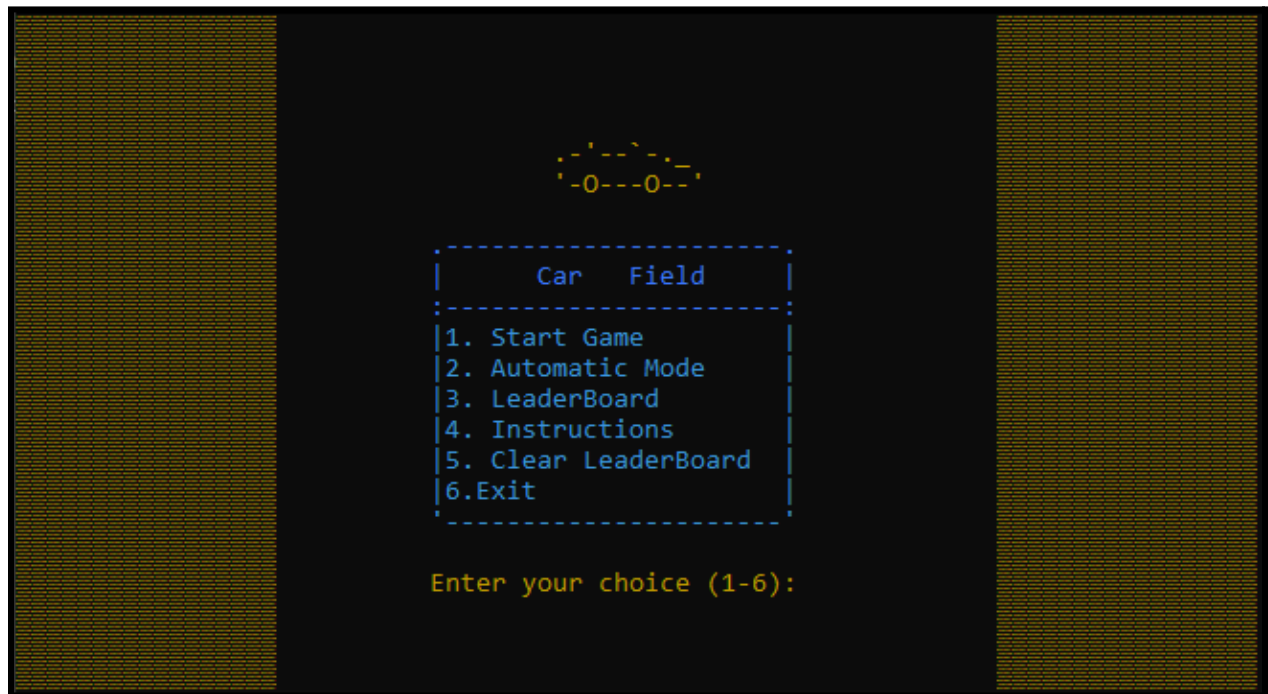 Car Field
1. Start Game
2. Automatic Mode
3. LeaderBoard
4. Instructions
5. Clear LeaderBoard
6.Exit
Enter your choice (1-6):